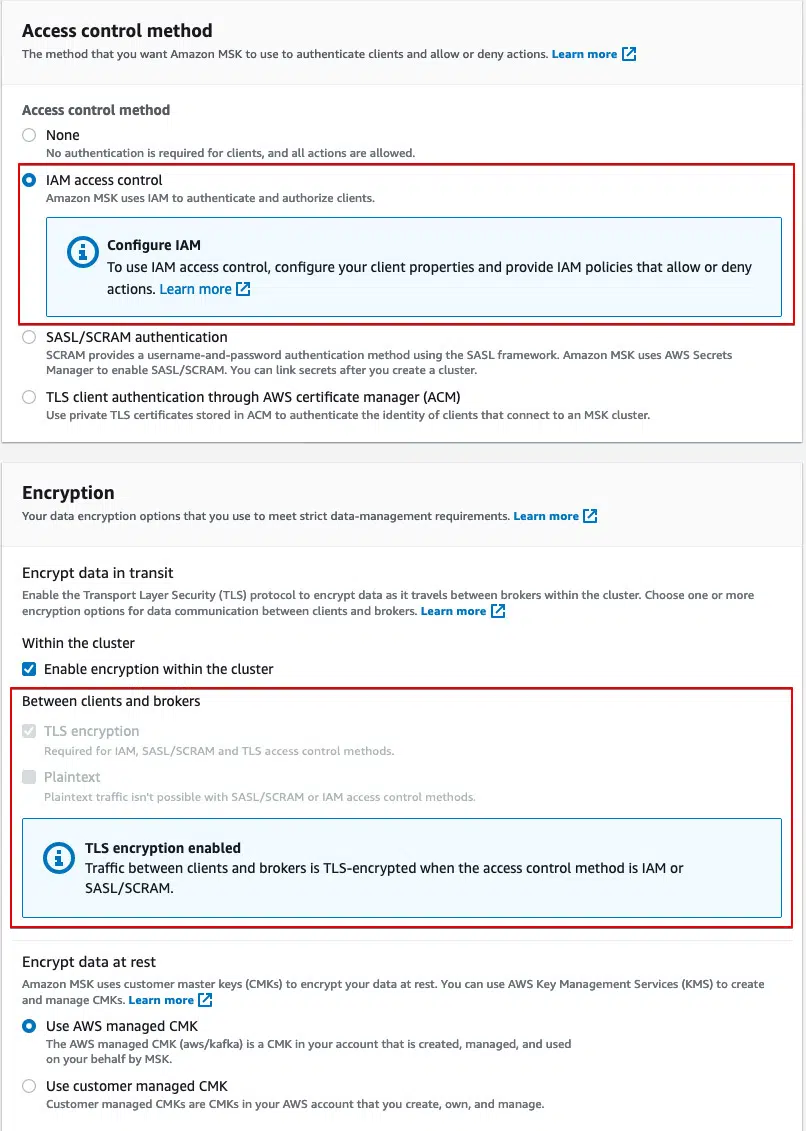 Access control method
The method that you want Amazon MSK to use to authenticate clients and allow or deny actions. Learn more
Access control method
None
No authentication is required for clients, and all actions are allowed.
IAM access control
Amazon MSK uses IAM to authenticate and authorize clients.
Configure IAM
To use IAM access control, configure your client properties and provide IAM policies that allow or deny
actions. Learn more
SASL/SCRAM authentication
SCRAM provides a username-and-password authentication method using the SASL framework. Amazon MSK uses AWS Secrets
Manager to enable SASL/SCRAM. You can link secrets after you create a cluster.
TLS client authentication through AWS certificate manager (ACM)
Use private TLS certificates stored in ACM to authenticate the identity of clients that connect to an MSK cluster.
Encryption
Your data encryption options that you use to meet strict data-management requirements. Learn more
Encrypt data in transit
Enable the Transport Layer Security (TLS) protocol to encrypt data as it travels between brokers within the cluster. Choose one or more
encryption options for data communication between clients and brokers. Learn more
Within the cluster
Enable encryption within the cluster
Between clients and brokers
TLS encryption
Required for IAM, SASL/SCRAM and TLS access control methods.
Plaintext
Plaintext traffic isn't possible with SASL/SCRAM or IAM access control methods.
TLS encryption enabled
Traffic between clients and brokers is TLS-encrypted when the access control method is IAM or
SASL/SCRAM.
Encrypt data at rest
Amazon MSK uses customer master keys (CMKs) to encrypt your data at rest. You can use AWS Key Management Services (KMS) to create
and manage CMKs. Learn more
Use AWS managed CMK
The AWS managed CMK (aws/kafka) is a CMK in your account that is created, managed, and used
on your behalf by MSK.
Use customer managed CMK
Customer managed CMKs are CMKs in your AWS account that you create, own, and manage.